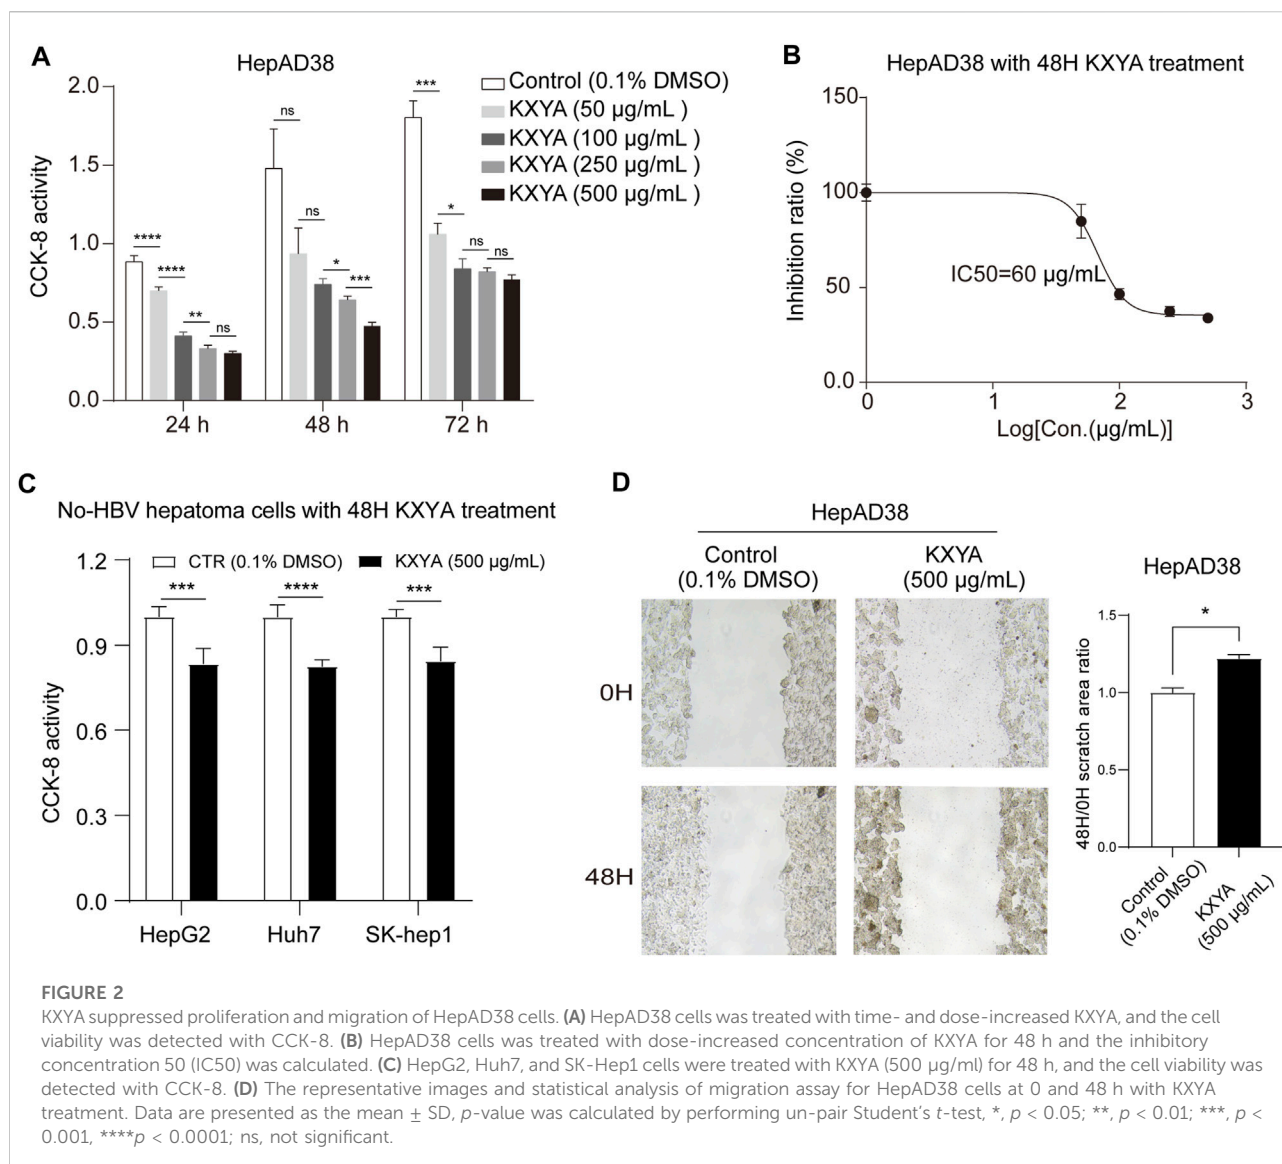 A
HepAD38
CCK-8 activity
2.0
1.5
1.0
0.5
0.0
Control (0.1% DMSO)
KXYA (50 µg/mL )
KXYA (100 µg/mL )
KXYA (250 µg/mL )
KXYA (500 µg/mL )
****
****
**
ns
ns
ns
*
***
***
*
ns
ns
24 h
48 h
72 h
B
HepAD38 with 48H KXYA treatment
Inhibition ratio (%)
150
100
50
0.0
IC50=60 µg/mL
0
1
2
3
Log[Con.(µg/mL)]
C
No-HBV hepatoma cells with 48H KXYA treatment
CCK-8 activity
1.2
0.9
0.6
0.3
0.0
CTR (0.1% DMSO)
KXYA (500 µg/mL)
***
****
***
HepG2
Huh7
SK-hep1
D
HepAD38
Control
(0.1% DMSO)
KXYA
(500 µg/mL)
0H
48H
HepAD38
48H/0H scratch area ratio
1.5
1.0
0.5
0.0
*
Control
(0.1% DMSO)
KXYA
(500 µg/mL)
FIGURE 2
KXYA suppressed proliferation and migration of HepAD38 cells. (A) HepAD38 cells was treated with time- and dose-increased KXYA, and the cell
viability was detected with CCK-8. (B) HepAD38 cells was treated with dose-increased concentration of KXYA for 48 h and the inhibitory
concentration 50 (IC50) was calculated. (C) HepG2, Huh7, and SK-Hep1 cells were treated with KXYA (500 µg/ml) for 48 h, and the cell viability was
detected with CCK-8. (D) The representative images and statistical analysis of migration assay for HepAD38 cells at 0 and 48 h with KXYA
treatment. Data are presented as the mean ± SD, p-value was calculated by performing un-pair Student's t-test, *, p < 0.05; **, p < 0.01; ***, p <
0.001, ****p < 0.0001; ns, not significant.